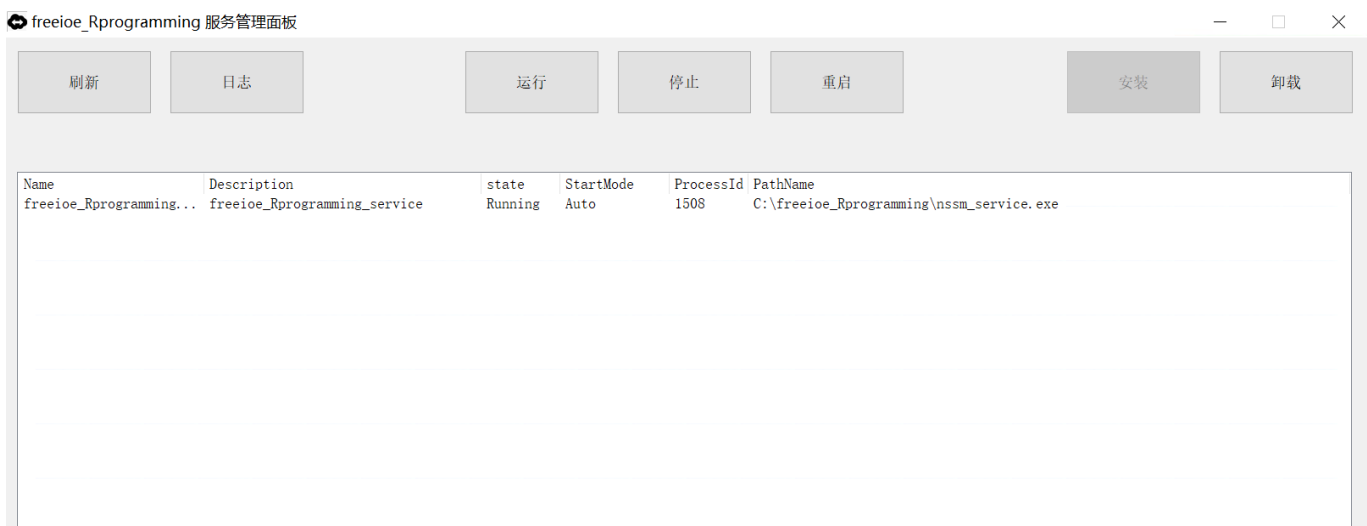 freeioe_Rprogramming 服务管理面板
刷新 日志 运行 停止 重启 安装 卸载
Name Description state StartMode ProcessId PathName
freeioe_Rprogramming... freeioe_Rprogramming_service Running Auto 1508 C:\freeioe_Rprogramming\nssm_service.exe